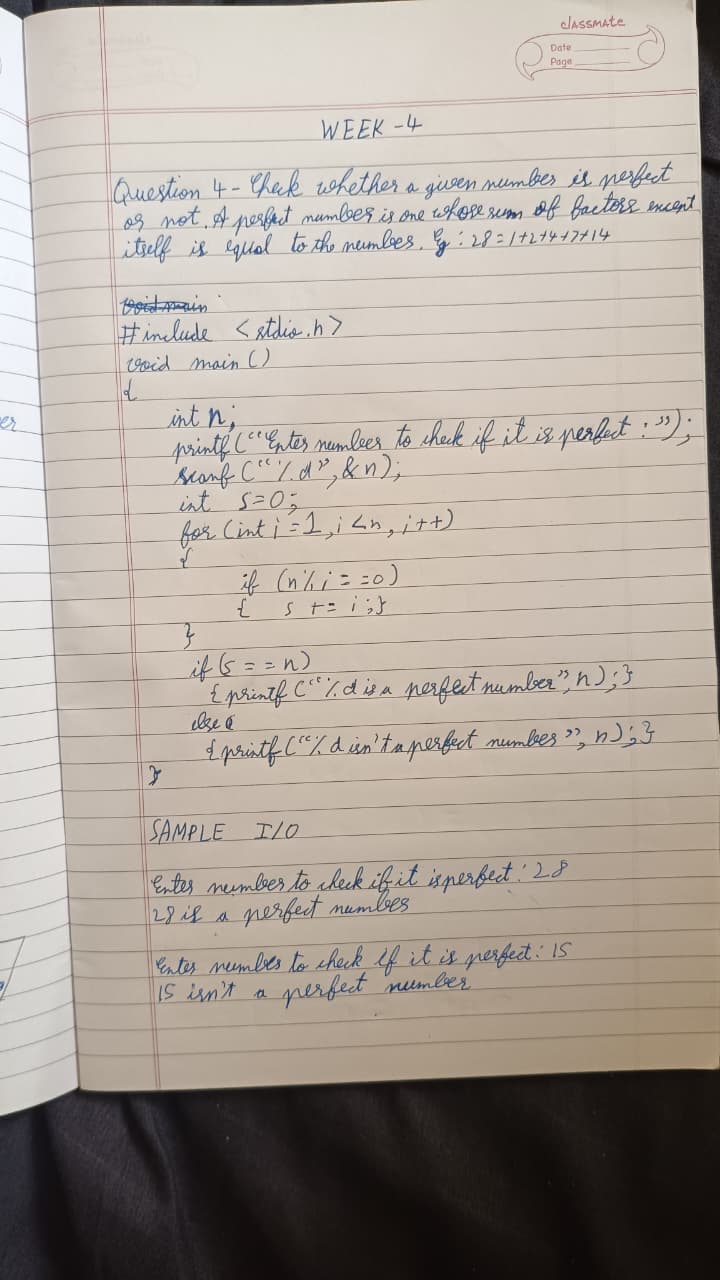 classmate
Date
Page
WEEK -4
Question 4 - Check whether a given number is perfect
or not. A perfect number is one whose sum of factors except
itself is equal to the number. Eg : 28 = 1+2+4+7+14
void main
#include <stdio.h>
void main ()
{
int n;
printf (“Enter number to check if it is perfect : ”);
scanf (“%d”, &n);
int s=0;
for (int i = 1, i <n, i++)
{
if (n%i = =0)
{ s += i ;}
}
if (s = = n)
{ printf (“%d is a perfect number”, n) ; }
else
{ printf (“%d isn't a perfect number”, n) ; }
}
SAMPLE I/O
Enter number to check if it is perfect : 28
28 is a perfect number
Enter number to check if it is perfect : 15
15 isn't a perfect number
er